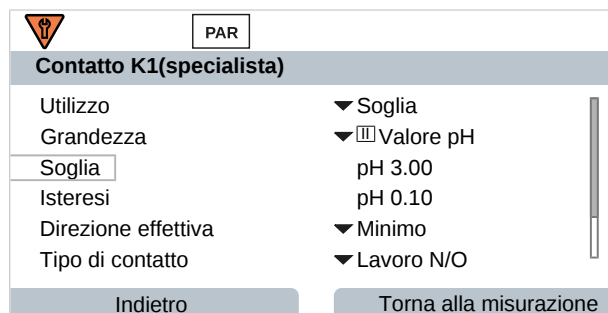 PAR
Contatto K1(specialista)
Utilizzo Soglia
Grandezza II Valore pH
Soglia pH 3.00
Isteresi pH 0.10
Direzione effettiva Minimo
Tipo di contatto Lavoro N/O
Indietro Torna alla misurazione